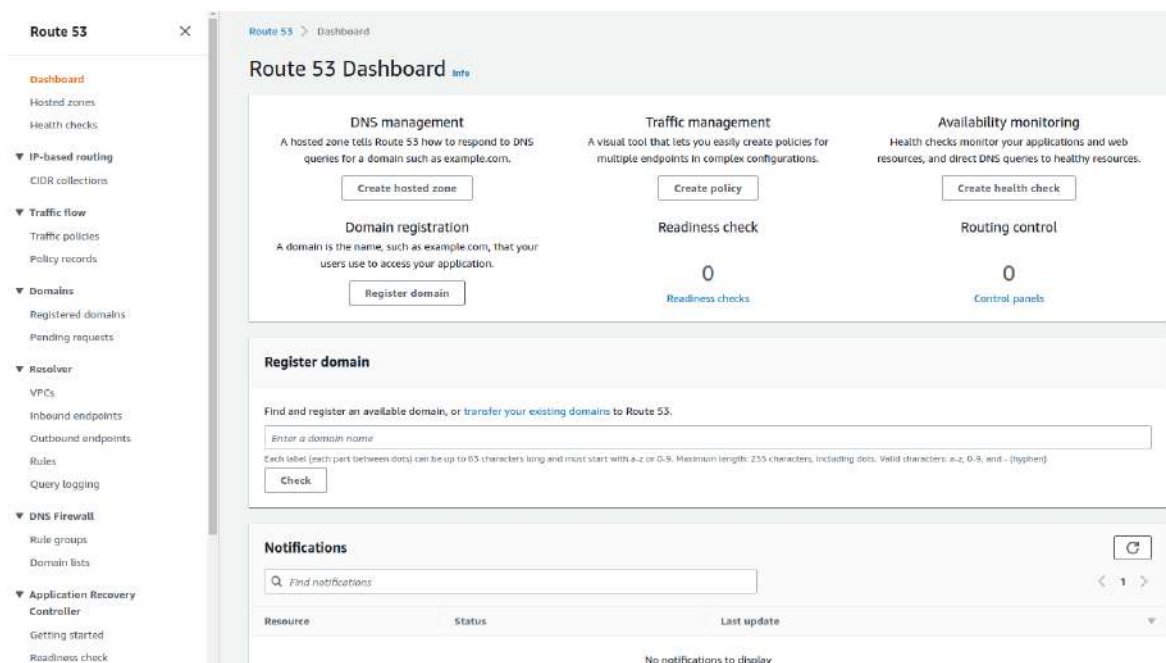 Route 53
Dashboard
Hosted zones
Health checks
IP-based routing
CIDR collections
Traffic flow
Traffic policies
Policy records
Domains
Registered domains
Pending requests
Resolver
VPCs
Inbound endpoints
Outbound endpoints
Rules
Query logging
DNS Firewall
Rule groups
Domain lists
Application Recovery
Controller
Getting started
Readiness check
Route 53 > Dashboard
Route 53 Dashboard Info
DNS management
A hosted zone tells Route 53 how to respond to DNS
queries for a domain such as example.com.
Create hosted zone
Traffic management
A visual tool that lets you easily create policies for
multiple endpoints in complex configurations.
Create policy
Availability monitoring
Health checks monitor your applications and web
resources, and direct DNS queries to healthy resources.
Create health check
Domain registration
A domain is the name, such as example.com, that your
users use to access your application.
Register domain
Readiness check
0
Readiness checks
Routing control
0
Control panels
Register domain
Find and register an available domain, or transfer your existing domains to Route 53.
Enter a domain name
Each label (each part between dots) can be up to 63 characters long and must start with a-z or 0-9. Maximum length: 255 characters, including dots. Valid characters: a-z, 0-9, and - (hyphen)
Check
Notifications
Find notifications
1
Resource Status Last update
No notifications to display